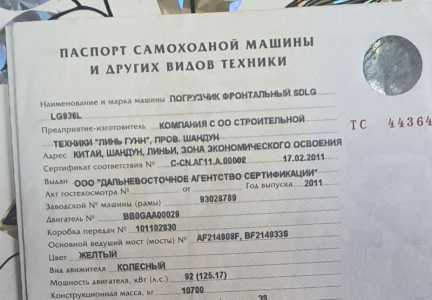 ПАСПОРТ САМОХОДНОЙ МАШИНЫ
И ДРУГИХ ВИДОВ ТЕХНИКИ
Наименование и марка машины ПОГРУЗЧИК ФРОНТАЛЬНЫЙ SDLG
LG936L
Предприятие-изготовитель КОМПАНИЯ С ОО СТРОИТЕЛЬНОЙ
ТЕХНИКИ "ЛИНЬ ГУНН", ПРОВ. ШАНДУН
ТС 44364
Адрес КИТАЙ, ШАНДУН, ЛИНЬИ, ЗОНА ЭКОНОМИЧЕСКОГО ОСВОЕНИЯ
Сертификат соответствия № C-CN.АГ11.А.00002 17.02.2011
Выдан ООО "ДАЛЬНЕВОСТОЧНОЕ АГЕНТСТВО СЕРТИФИКАЦИИ"
Акт гостехосмотра № от Год выпуска 2011
Заводской № машины (рамы) 93028789
Двигатель № BB0GAA00029
Коробка передач № 101102830
Основной ведущий мост (мосты) № AF214808F, BF214833S
Цвет ЖЕЛТЫЙ
Вид движителя КОЛЕСНЫЙ
Мощность двигателя, кВт (л.с.) 92 (125.17)
Конструкционная масса, кг 10700
38